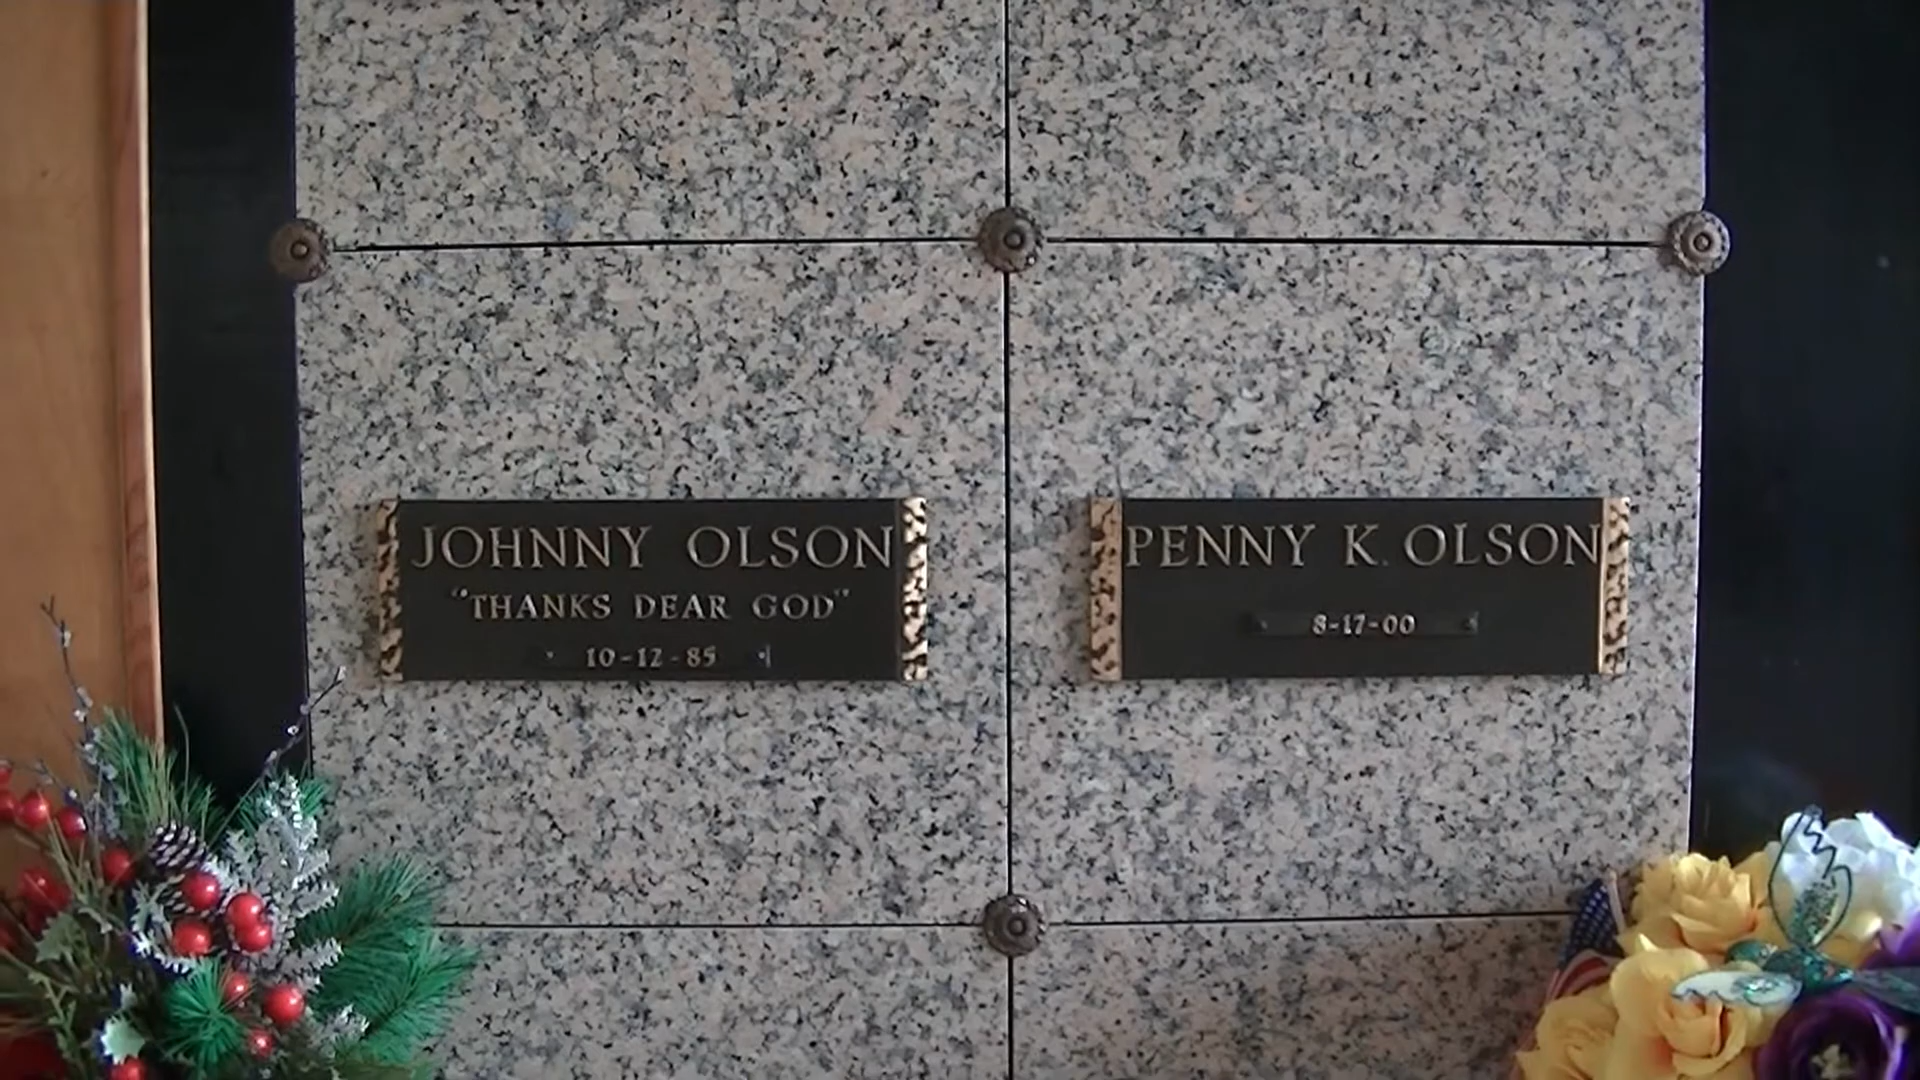 JOHNNY OLSON
"THANKS DEAR GOD"
10-12-85
PENNY K. OLSON
8-17-00